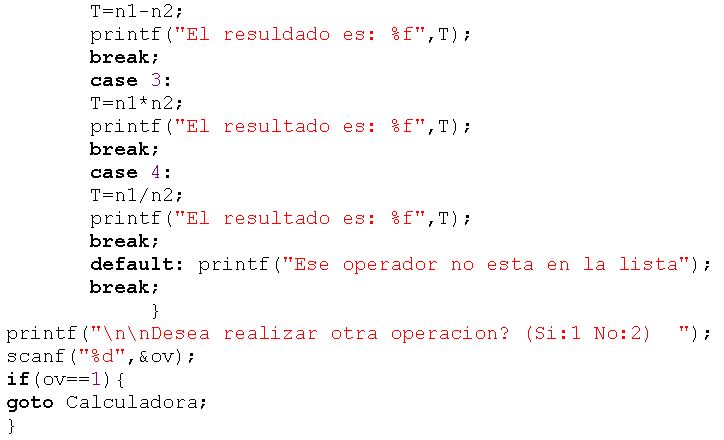 T=n1-n2;
printf("El resuldado es: %f",T);
break;
case 3:
T=n1*n2;
printf("El resultado es: %f",T);
break;
case 4:
T=n1/n2;
printf("El resultado es: %f",T);
break;
default: printf("Ese operador no esta en la lista");
break;
}
printf("\n\nDesea realizar otra operacion? (Si:1 No:2)  ");
scanf("%d",&ov);
if(ov==1){
goto Calculadora;
}